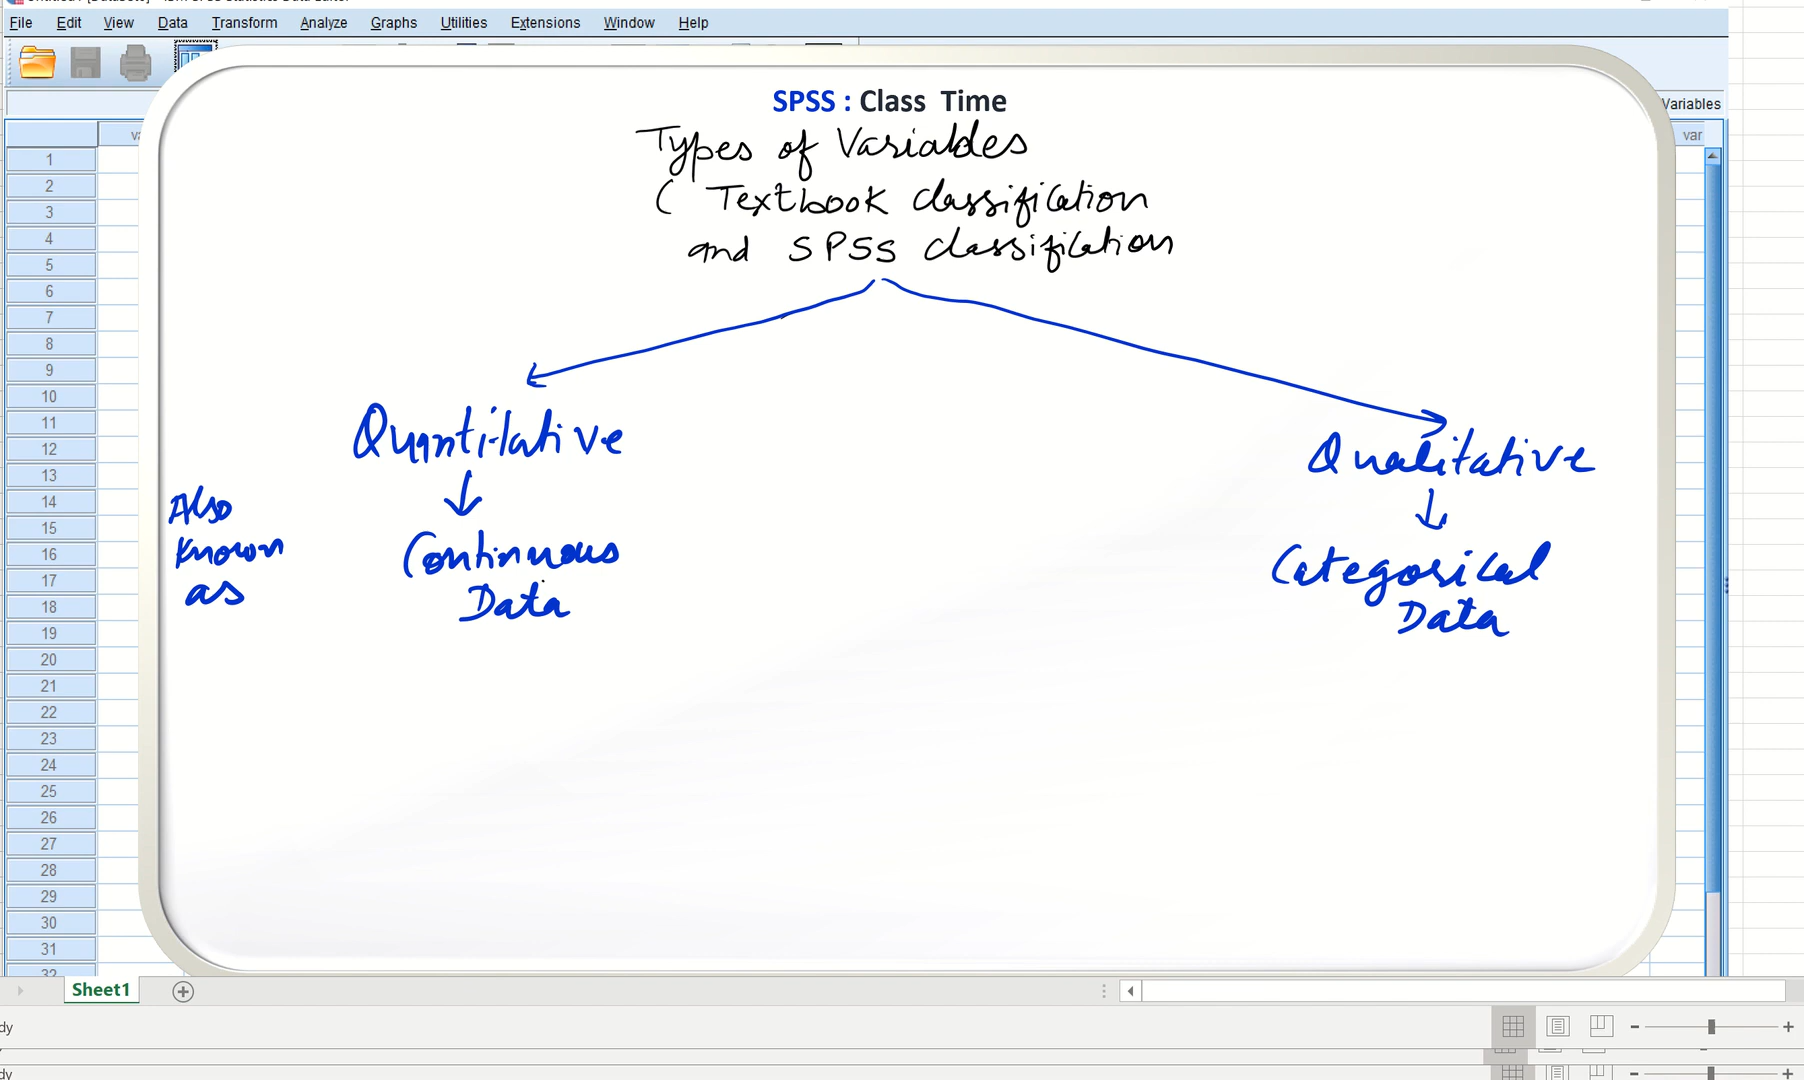 File Edit View Data Transform Analyze Graphs Utilities Extensions Window Help
SPSS : Class Time
Variables
Types of Variables
var
( Textbook classification
and SPSS classification
1
2
3
4
5
6
7
8
9
10
11
12
13
14
15
16
17
18
19
20
21
22
23
24
25
26
27
28
29
30
31
32
Quantitative
Qualitative
Also
known
as
Continuous
Data
Categorical
Data
Sheet1
dy
dy